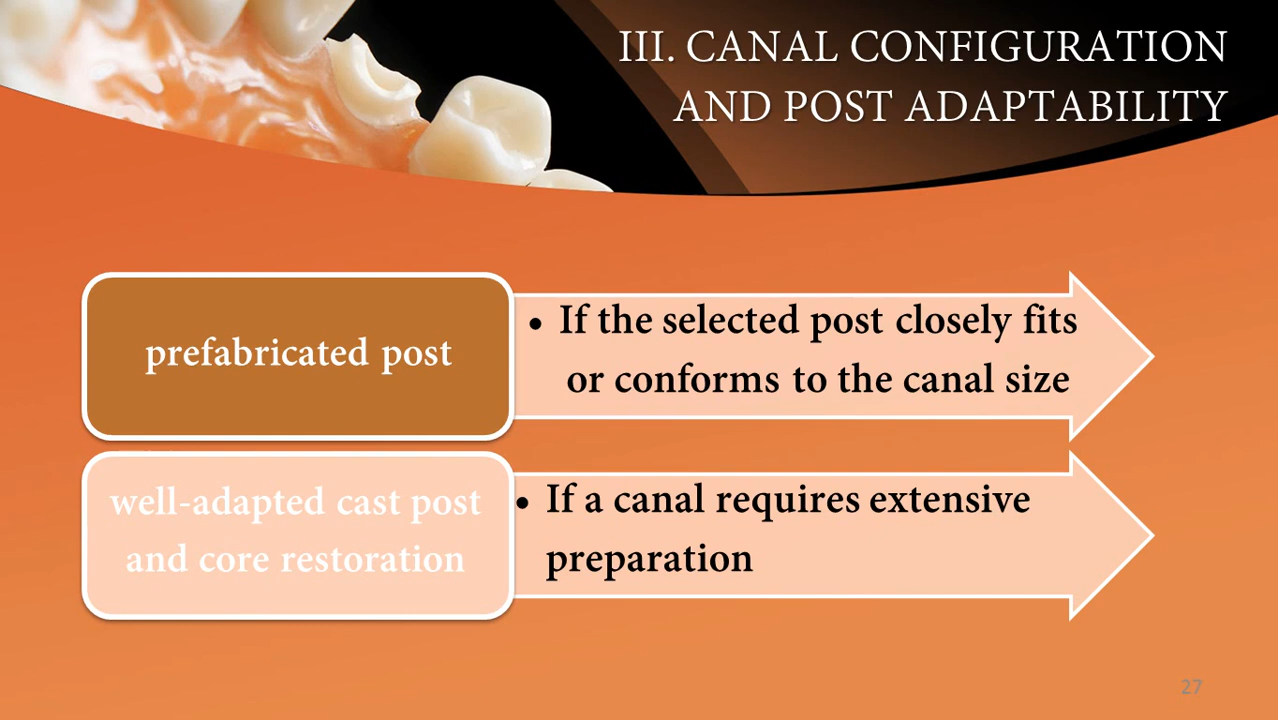 III. CANAL CONFIGURATION
AND POST ADAPTABILITY
prefabricated post
• If the selected post closely fits
or conforms to the canal size
well-adapted cast post
and core restoration
• If a canal requires extensive
preparation
27